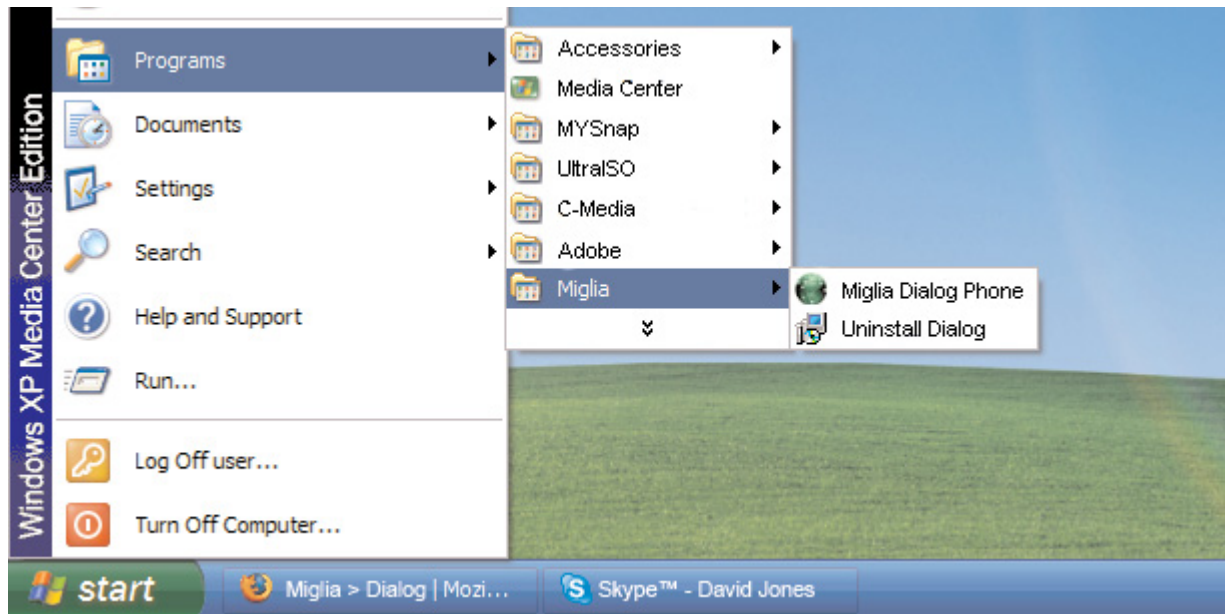 Windows XP Media Center Edition
Programs
Documents
Settings
Search
Help and Support
Run...
Log Off user...
Turn Off Computer...
Accessories
Media Center
MYSnap
UltraISO
C-Media
Adobe
Miglia
Miglia Dialog Phone
Uninstall Dialog
start
Miglia > Dialog | Mozi...
Skype™ - David Jones